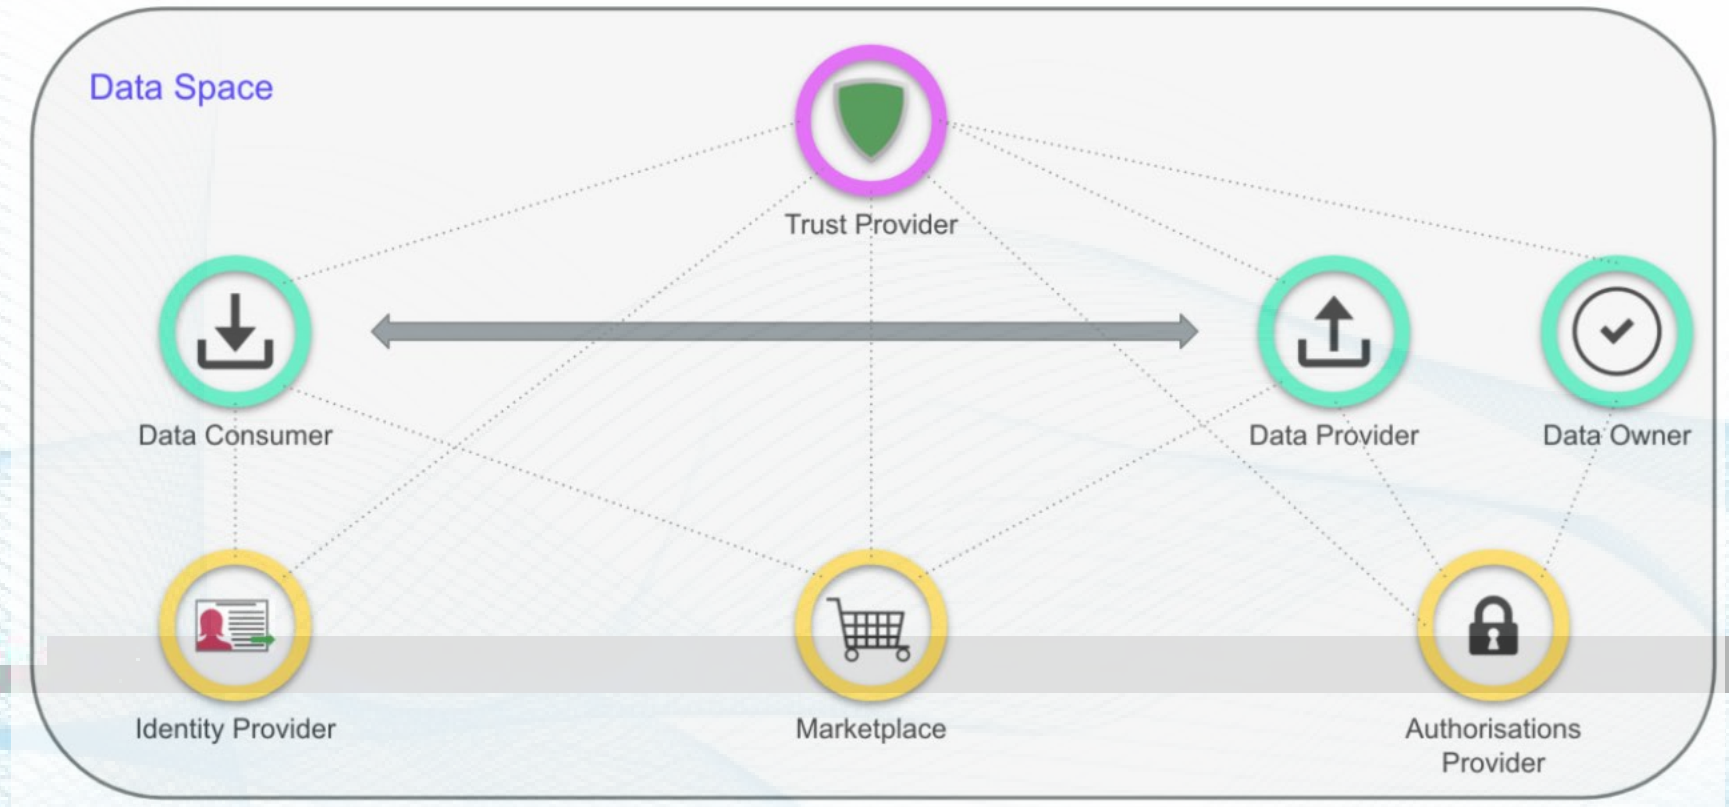 Data Space
Trust Provider
Data Consumer
Data Provider
Data Owner
Identity Provider
Marketplace
Authorisations
Provider